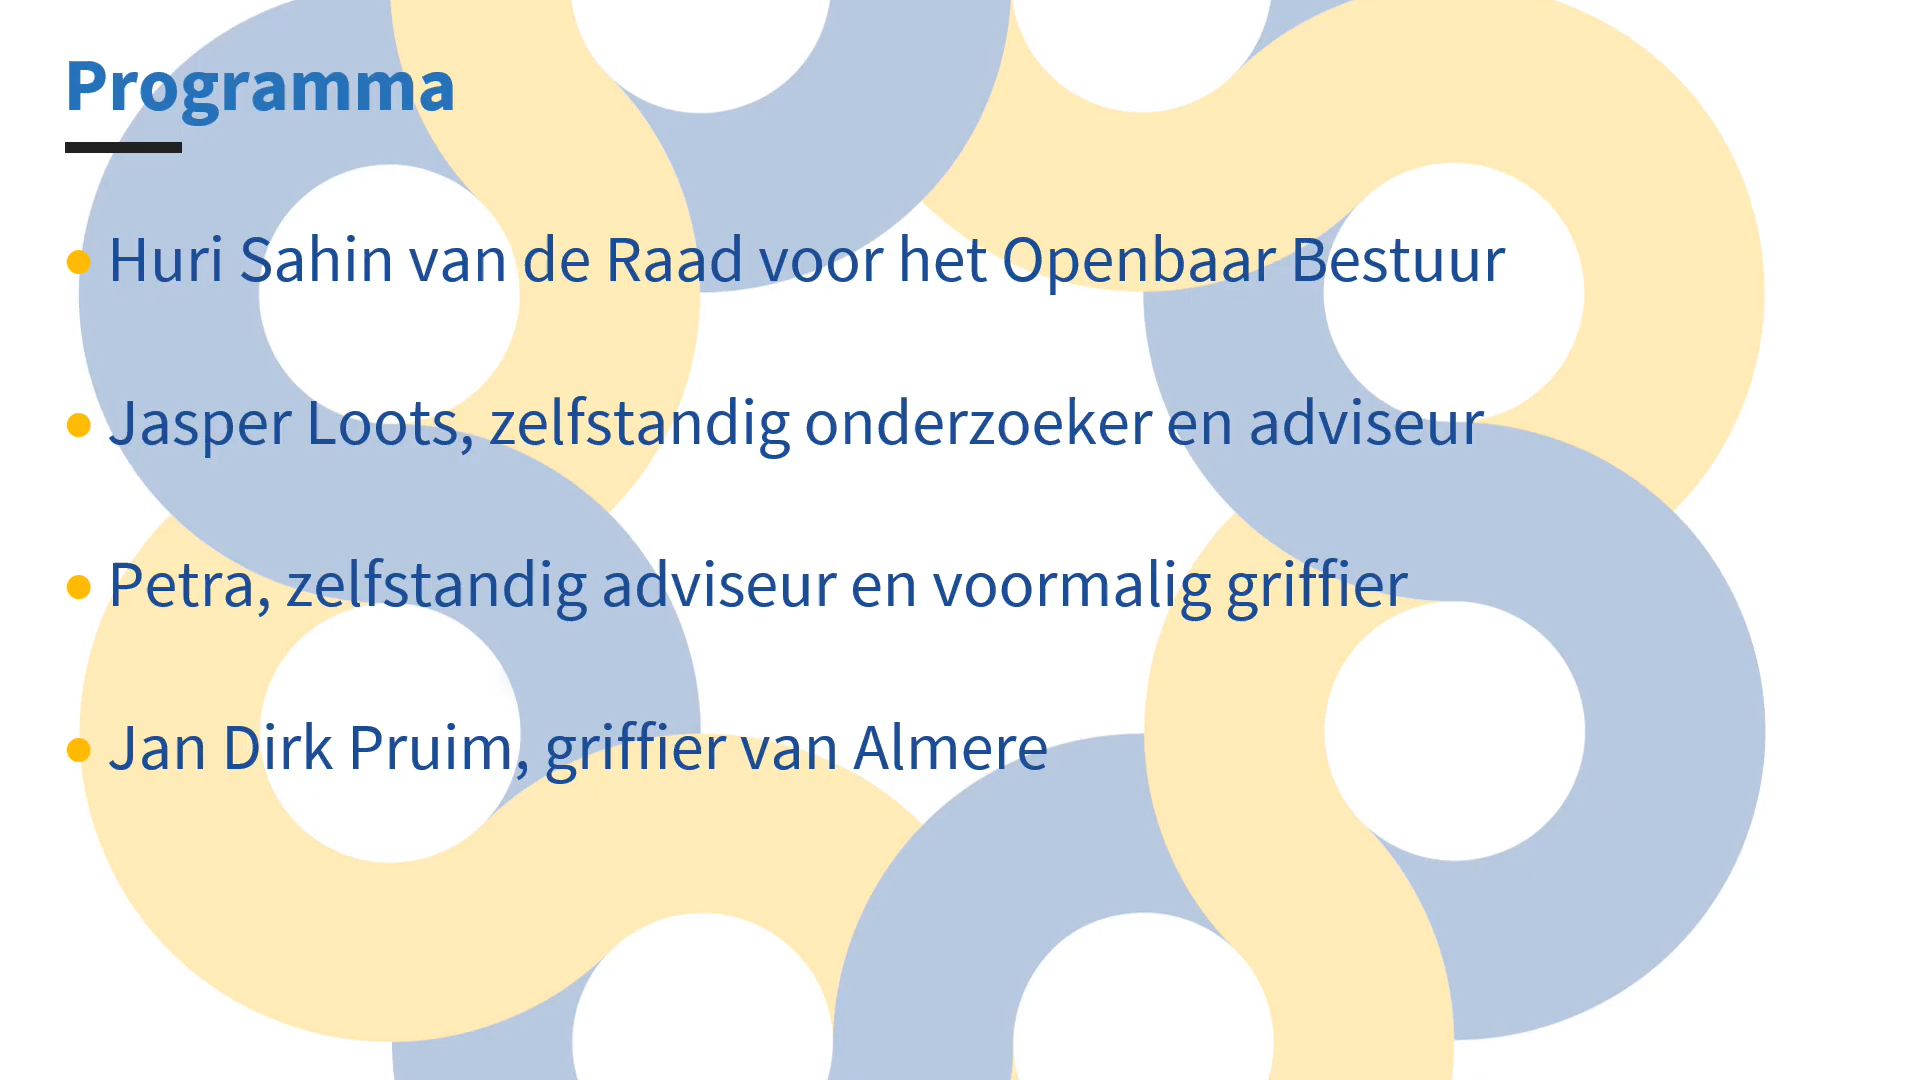 Programma
• Huri Sahin van de Raad voor het Openbaar Bestuur
• Jasper Loots, zelfstandig onderzoeker en adviseur
• Petra, zelfstandig adviseur en voormalig griffier
• Jan Dirk Pruim, griffier van Almere